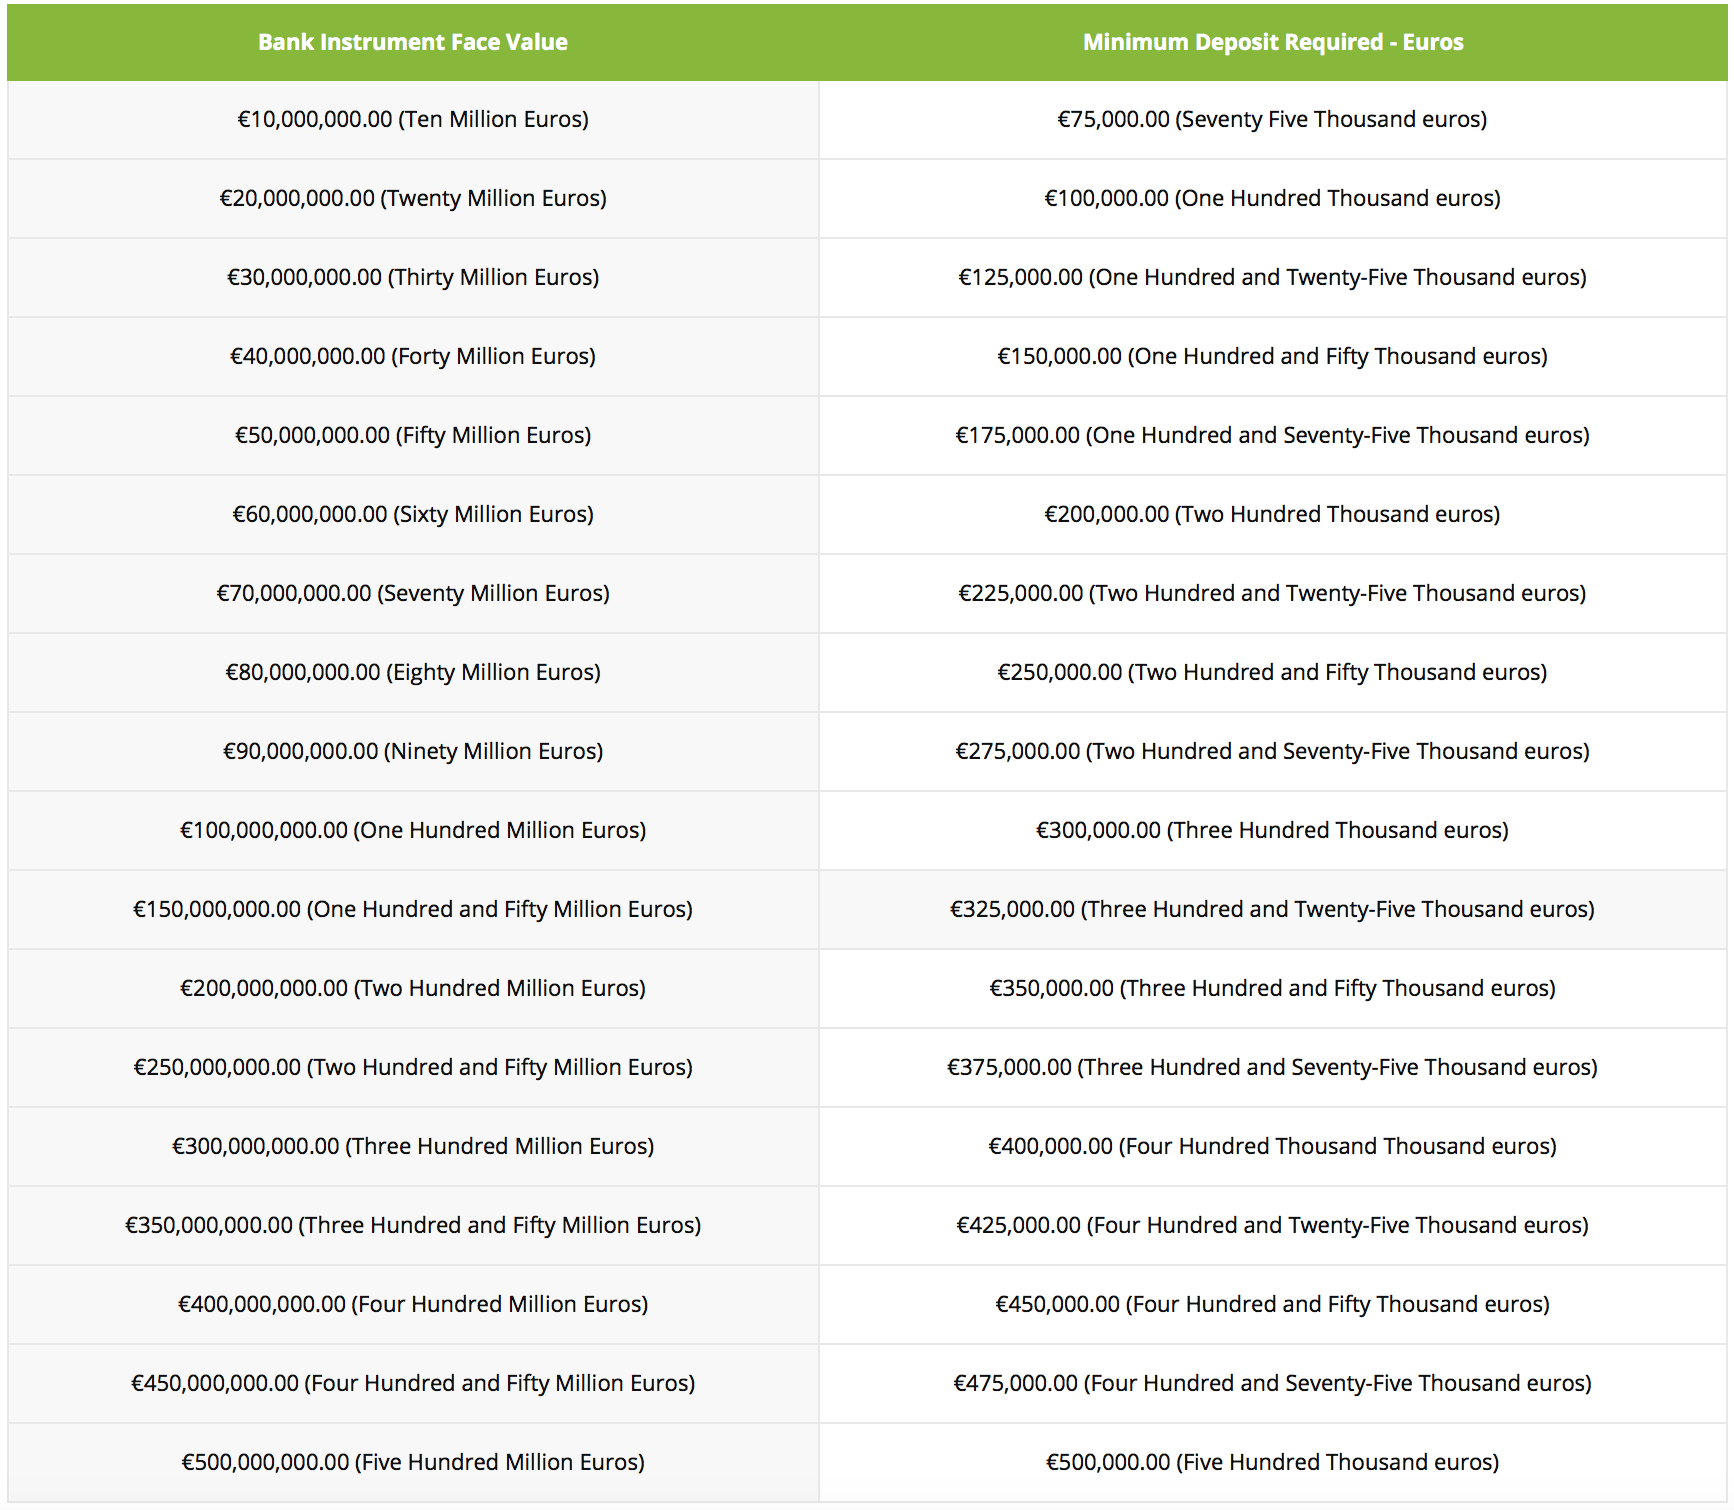 Bank Instrument Face Value Minimum Deposit Required - Euros
€10,000,000.00 (Ten Million Euros) €75,000.00 (Seventy Five Thousand euros)
€20,000,000.00 (Twenty Million Euros) €100,000.00 (One Hundred Thousand euros)
€30,000,000.00 (Thirty Million Euros) €125,000.00 (One Hundred and Twenty-Five Thousand euros)
€40,000,000.00 (Forty Million Euros) €150,000.00 (One Hundred and Fifty Thousand euros)
€50,000,000.00 (Fifty Million Euros) €175,000.00 (One Hundred and Seventy-Five Thousand euros)
€60,000,000.00 (Sixty Million Euros) €200,000.00 (Two Hundred Thousand euros)
€70,000,000.00 (Seventy Million Euros) €225,000.00 (Two Hundred and Twenty-Five Thousand euros)
€80,000,000.00 (Eighty Million Euros) €250,000.00 (Two Hundred and Fifty Thousand euros)
€90,000,000.00 (Ninety Million Euros) €275,000.00 (Two Hundred and Seventy-Five Thousand euros)
€100,000,000.00 (One Hundred Million Euros) €300,000.00 (Three Hundred Thousand euros)
€150,000,000.00 (One Hundred and Fifty Million Euros) €325,000.00 (Three Hundred and Twenty-Five Thousand euros)
€200,000,000.00 (Two Hundred Million Euros) €350,000.00 (Three Hundred and Fifty Thousand euros)
€250,000,000.00 (Two Hundred and Fifty Million Euros) €375,000.00 (Three Hundred and Seventy-Five Thousand euros)
€300,000,000.00 (Three Hundred Million Euros) €400,000.00 (Four Hundred Thousand Thousand euros)
€350,000,000.00 (Three Hundred and Fifty Million Euros) €425,000.00 (Four Hundred and Twenty-Five Thousand euros)
€400,000,000.00 (Four Hundred Million Euros) €450,000.00 (Four Hundred and Fifty Thousand euros)
€450,000,000.00 (Four Hundred and Fifty Million Euros) €475,000.00 (Four Hundred and Seventy-Five Thousand euros)
€500,000,000.00 (Five Hundred Million Euros) €500,000.00 (Five Hundred Thousand euros)